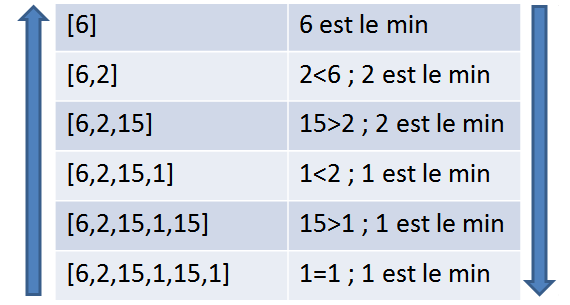 [6] 6 est le min
[6,2] 2<6 ; 2 est le min
[6,2,15] 15>2 ; 2 est le min
[6,2,15,1] 1<2 ; 1 est le min
[6,2,15,1,15] 15>1 ; 1 est le min
[6,2,15,1,15,1] 1=1 ; 1 est le min